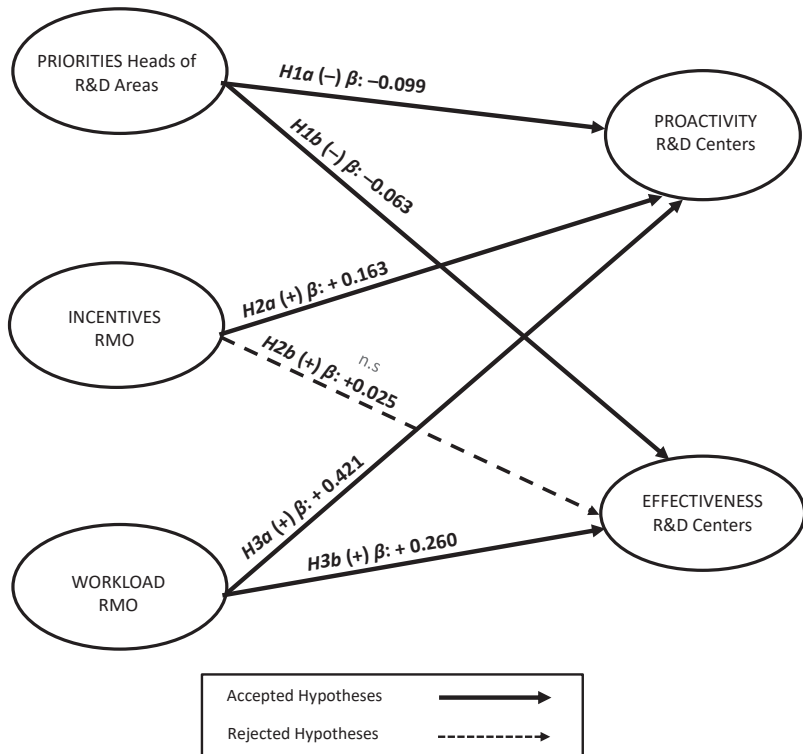 PRIORITIES Heads of
R&D Areas
H1a (–) β: –0.099
H1b (–) β: –0.063
PROACTIVITY
R&D Centers
INCENTIVES
RMO
H2a (+) β: + 0.163
H2b (+) β: +0.025
n.s
WORKLOAD
RMO
H3a (+) β: + 0.421
H3b (+) β: + 0.260
EFFECTIVENESS
R&D Centers
Accepted Hypotheses
Rejected Hypotheses